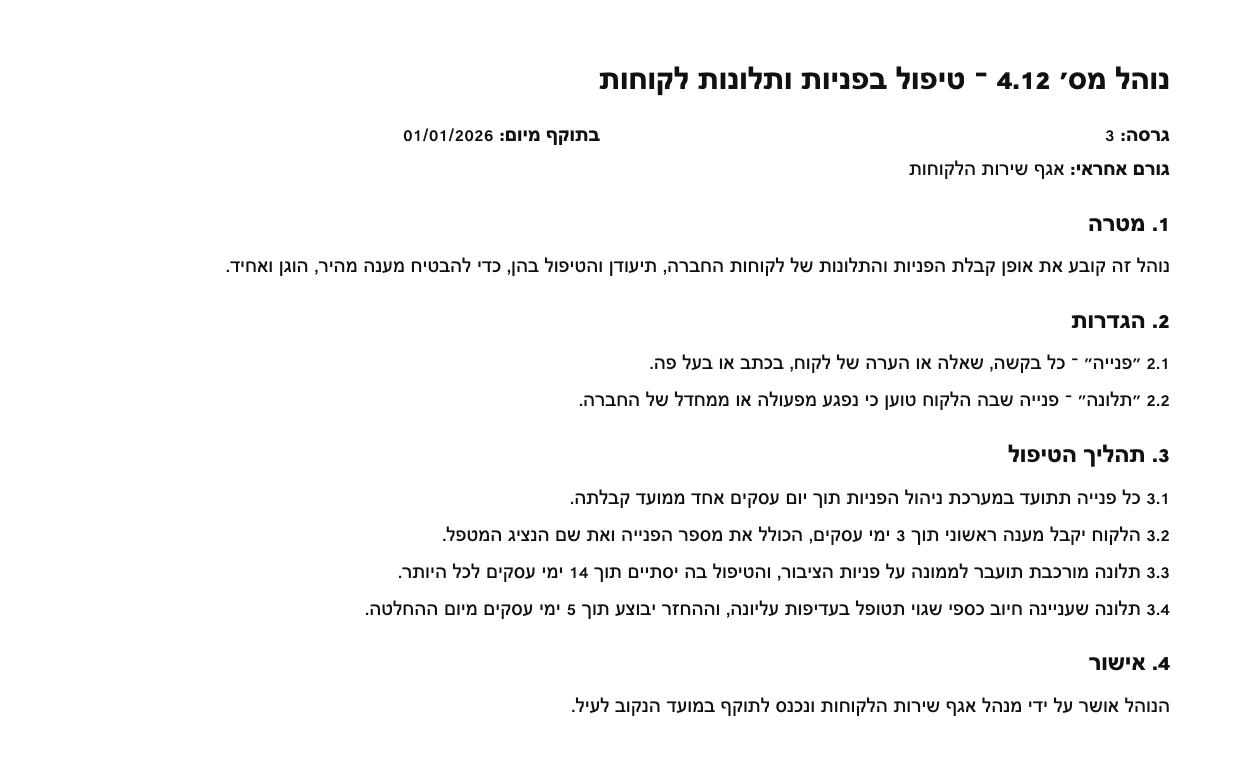 נוהל מס׳ 4.12 ־ טיפול בפניות ותלונות לקוחות
גרסה: 3 בתוקף מיום: 01/01/2026
גורם אחראי: אגף שירות הלקוחות
1. מטרה
נוהל זה קובע את אופן קבלת הפניות והתלונות של לקוחות החברה, תיעודן והטיפול בהן, כדי להבטיח מענה מהיר, הוגן ואחיד.
2. הגדרות
2.1 ״פנייה״ ־ כל בקשה, שאלה או הערה של לקוח, בכתב או בעל פה.
2.2 ״תלונה״ ־ פנייה שבה הלקוח טוען כי נפגע מפעולה או ממחדל של החברה.
3. תהליך הטיפול
3.1 כל פנייה תתועד במערכת ניהול הפניות תוך יום עסקים אחד ממועד קבלתה.
3.2 הלקוח יקבל מענה ראשוני תוך 3 ימי עסקים, הכולל את מספר הפנייה ואת שם הנציג המטפל.
3.3 תלונה מורכבת תועבר לממונה על פניות הציבור, והטיפול בה יסתיים תוך 14 ימי עסקים לכל היותר.
3.4 תלונה שעניינה חיוב כספי שגוי תטופל בעדיפות עליונה, וההחזר יבוצע תוך 5 ימי עסקים מיום ההחלטה.
4. אישור
הנוהל אושר על ידי מנהל אגף שירות הלקוחות ונכנס לתוקף במועד הנקוב לעיל.